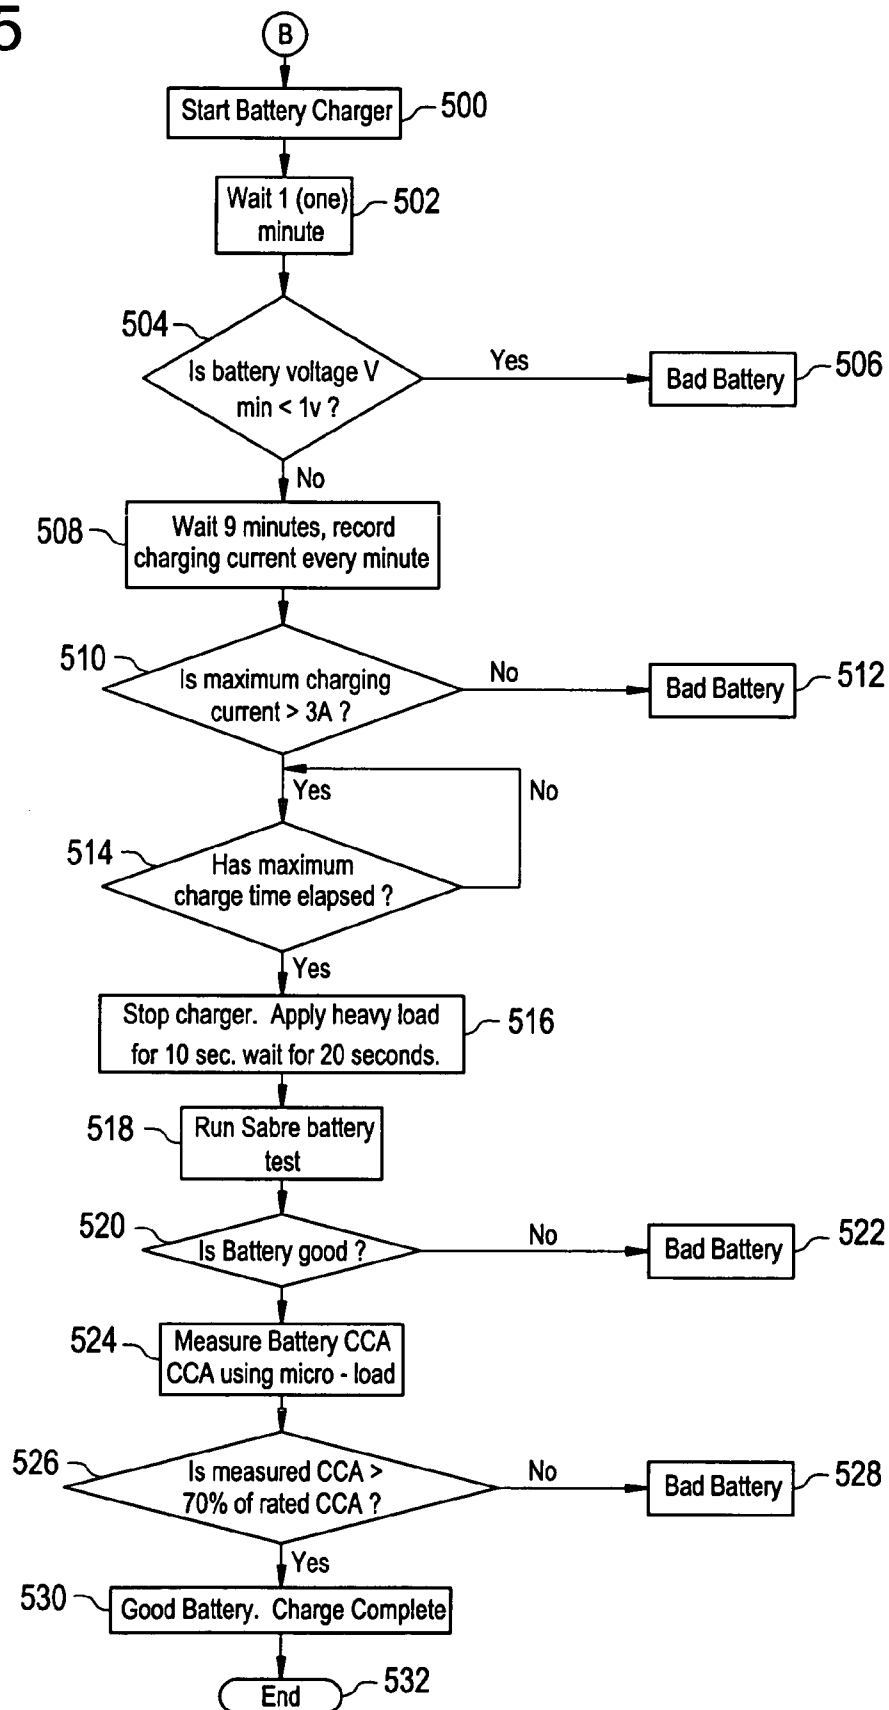 5
B
Start Battery Charger
500
Wait 1 (one)
minute
502
504
Is battery voltage V
min < 1v ?
Yes
Bad Battery
506
No
508
Wait 9 minutes, record
charging current every minute
510
Is maximum charging
current > 3A ?
No
Bad Battery
512
Yes
No
514
Has maximum
charge time elapsed ?
Yes
Stop charger. Apply heavy load
for 10 sec. wait for 20 seconds.
516
518
Run Sabre battery
test
520
Is Battery good ?
No
Bad Battery
522
524
Measure Battery CCA
CCA using micro - load
526
Is measured CCA >
70% of rated CCA ?
No
Bad Battery
528
Yes
530
Good Battery. Charge Complete
End
532